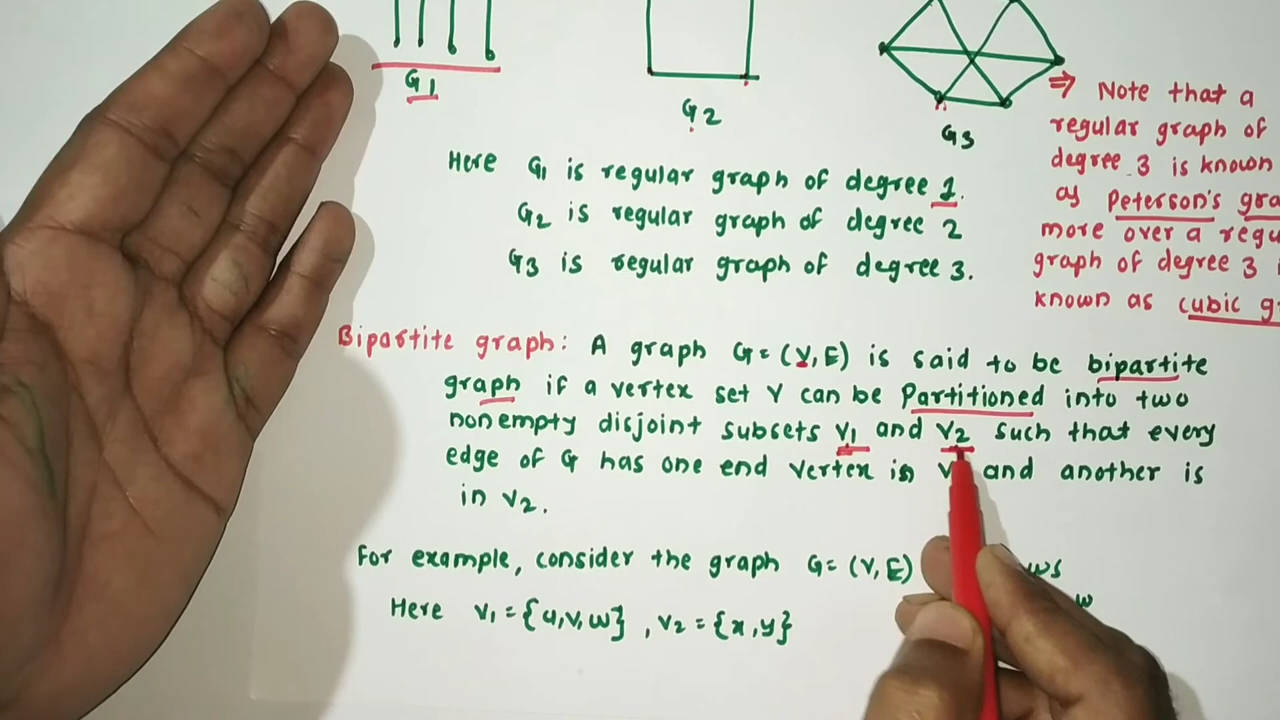 G1
G2
G3
⇒ Note that a
regular graph of
degree 3 is known
as Peterson's gra
more over a regu
graph of degree 3 i
known as cubic g
Here G1 is regular graph of degree 1.
G2 is regular graph of degree 2
G3 is regular graph of degree 3.
Bipartite graph: A graph G=(V,E) is said to be bipartite
graph if a vertex set V can be Partitioned into two
nonempty disjoint subsets V1 and V2 such that every
edge of G has one end vertex in V and another is
in V2.
For example, consider the graph G=(V,E) ws
w
Here V1={u,v,w}, V2={x,y}